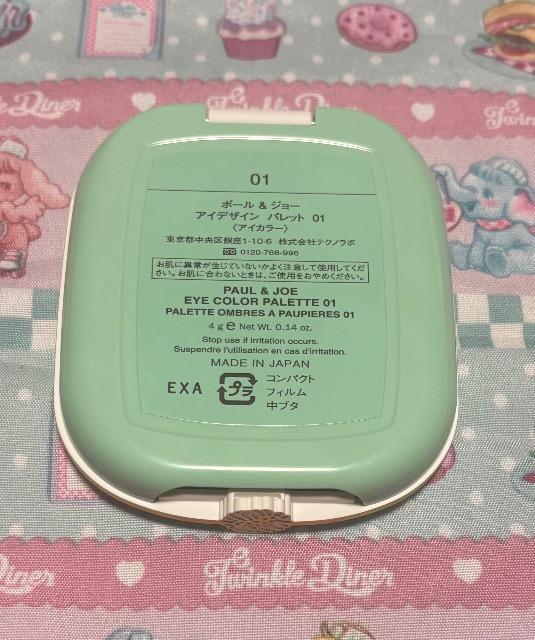 Twinkle Diner
Twinkle Diner
01
ポール & ジョー
アイデザイン パレット 01
〈アイカラー〉
東京都中央区銀座1-10-6 株式会社テクノラボ
0120-766-996
お肌に異常が生じていないかよく注意して使用してくだ
さい。お肌に合わないときは、ご使用をおやめください。
PAUL & JOE
EYE COLOR PALETTE 01
PALETTE OMBRES A PAUPIERES 01
4 g e Net Wt. 0.14 oz.
Stop use if irritation occurs.
Suspendre l'utilisation en cas d'irritation.
MADE IN JAPAN
EXA プラ コンパクト
フィルム
中ブタ
Diner
Twinkle Diner